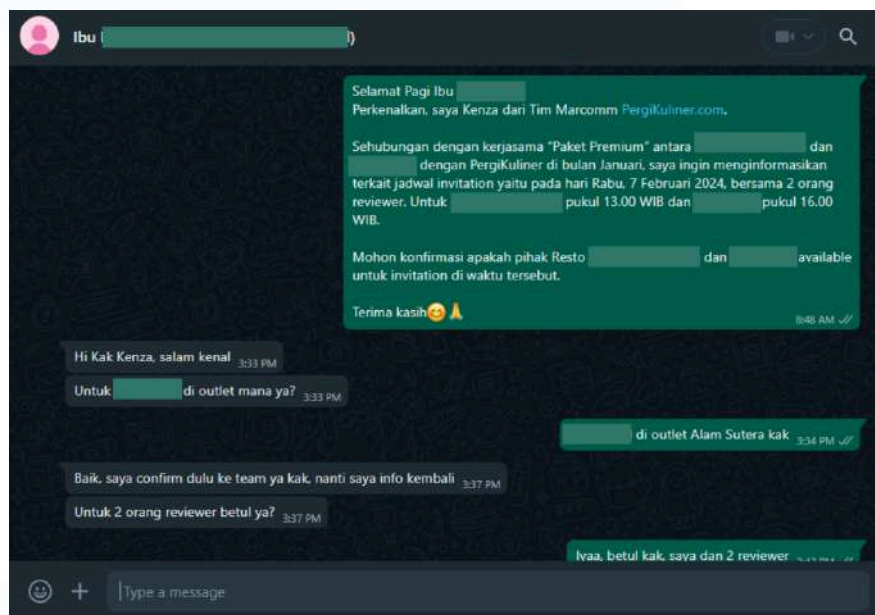 Ibu
Selamat Pagi Ibu
Perkenalkan, saya Kenza dari Tim Marcomm PergiKuliner.com.
Sehubungan dengan kerjasama "Paket Premium" antara dan
dengan PergiKuliner di bulan Januari, saya ingin menginformasikan
terkait jadwal invitation yaitu pada hari Rabu, 7 Februari 2024, bersama 2 orang
reviewer. Untuk pukul 13.00 WIB dan pukul 16.00
WIB.
Mohon konfirmasi apakah pihak Resto dan available
untuk invitation di waktu tersebut.
Terima kasih😊🙏
8:48 AM
Hi Kak Kenza, salam kenal 3:33 PM
Untuk di outlet mana ya? 3:33 PM
di outlet Alam Sutera kak 3:34 PM
Baik, saya confirm dulu ke team ya kak, nanti saya info kembali 3:37 PM
Untuk 2 orang reviewer betul ya? 3:37 PM
Iyaa, betul kak, saya dan 2 reviewer
Type a message